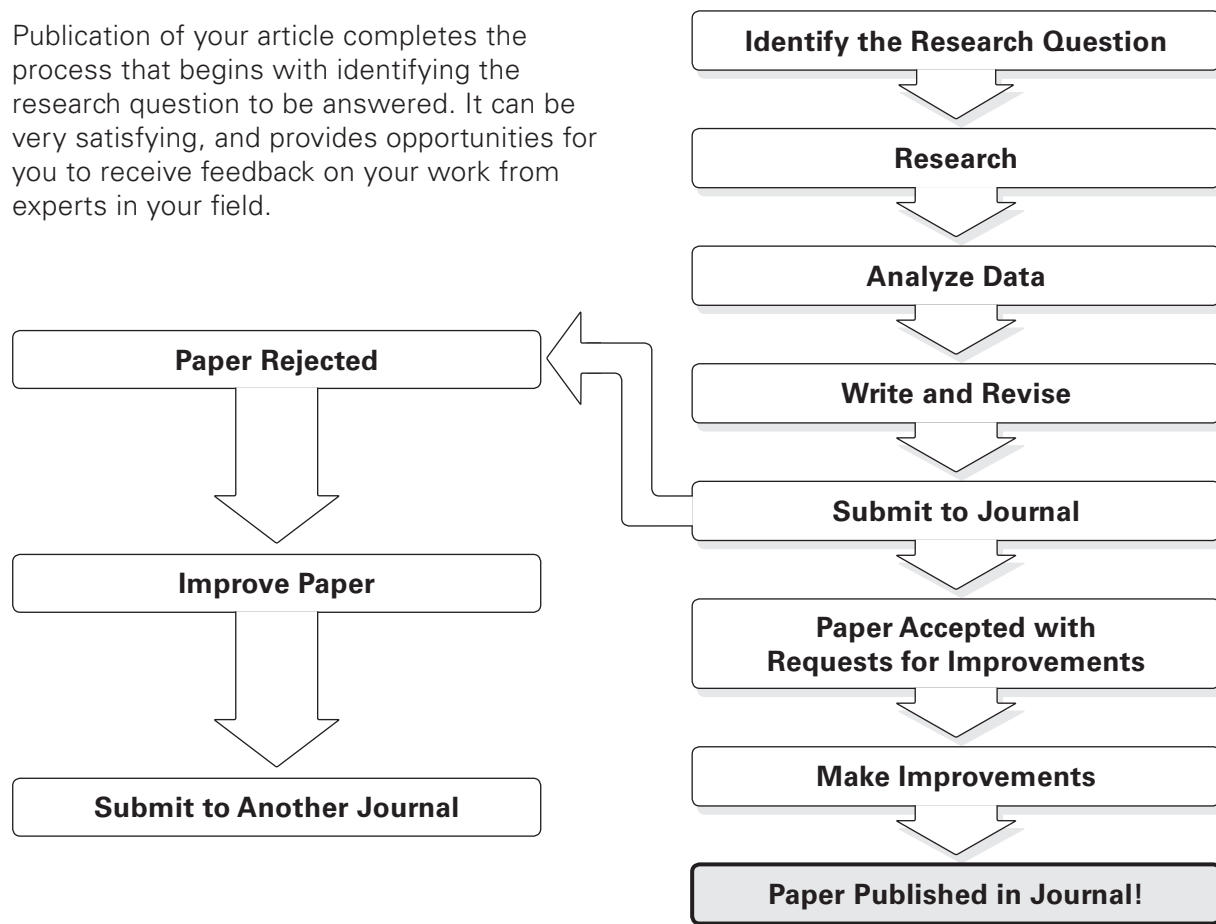 Publication of your article completes the
process that begins with identifying the
research question to be answered. It can be
very satisfying, and provides opportunities for
you to receive feedback on your work from
experts in your field.
Identify the Research Question
Research
Analyze Data
Write and Revise
Submit to Journal
Paper Accepted with
Requests for Improvements
Make Improvements
Paper Published in Journal!
Paper Rejected
Improve Paper
Submit to Another Journal